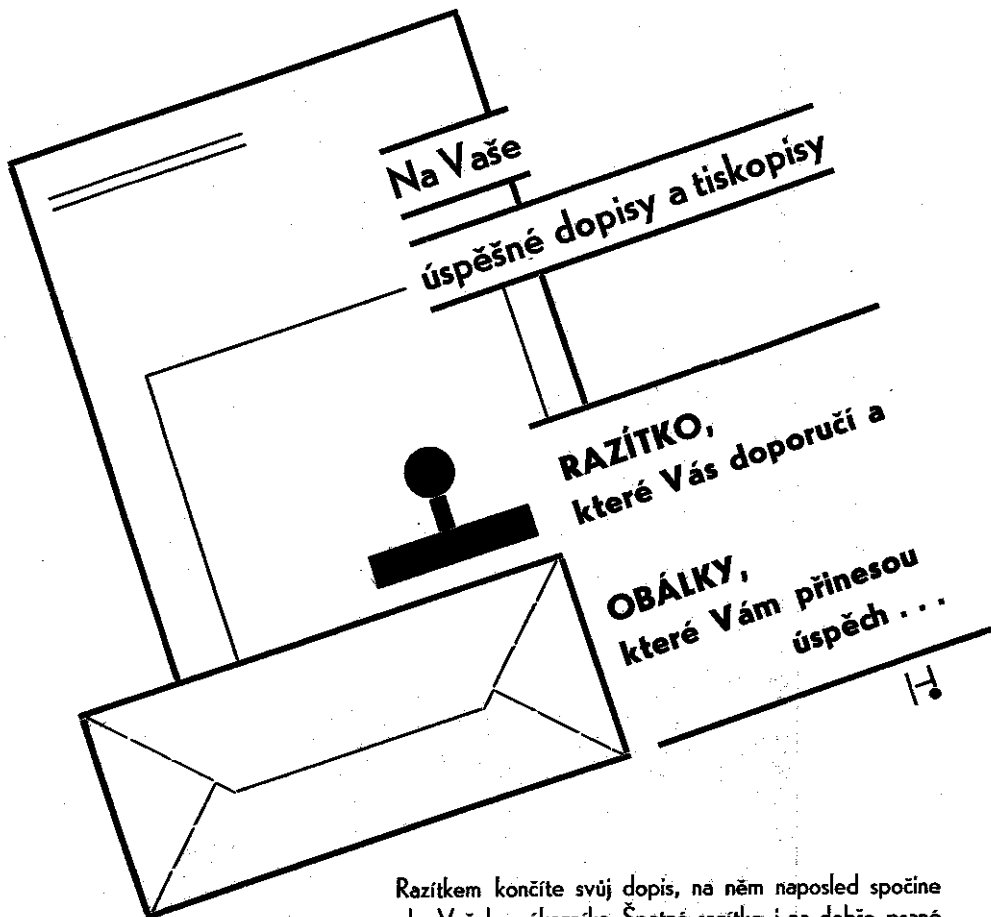 Na Vaše
úspěšné dopisy a tiskopisy
RAZÍTKO,
které Vás doporučí a
OBÁLKY,
které Vám přinesou
úspěch . . .
Razítkem končíte svůj dopis, na něm naposled spočine